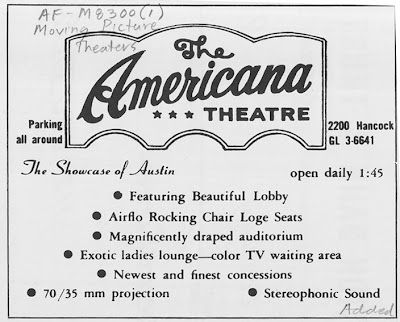 AF-M8300(1)
Moving Picture
Theaters
The
Americana
★★★ THEATRE
Parking
all around
2200 Hancock
GL 3-6641
The Showcase of Austin
open daily 1:45
● Featuring Beautiful Lobby
● Airflo Rocking Chair Loge Seats
● Magnificently draped auditorium
● Exotic ladies lounge—color TV waiting area
● Newest and finest concessions
● 70/35 mm projection ● Stereophonic Sound
Added